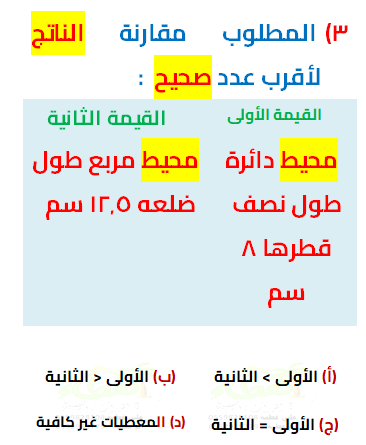 ٣) المطلوب مقارنة الناتج
لأقرب عدد صحيح :
القيمة الأولى
محيط دائرة
طول نصف
قطرها ٨
سم
القيمة الثانية
محيط مربع طول
ضلعه ١٢,٥ سم
(أ) الأولى > الثانية
(ب) الأولى < الثانية
(ج) الأولى = الثانية
(د) المعطيات غير كافية